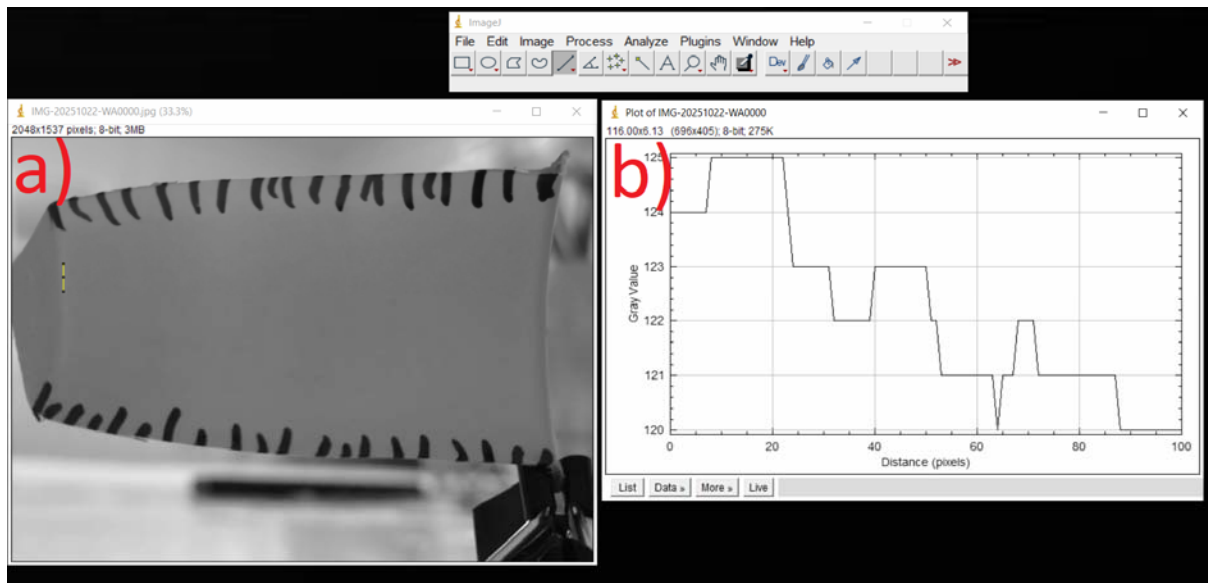 ImageJ
File Edit Image Process Analyze Plugins Window Help
Dev
IMG-20251022-WA0000.jpg (33.3%)
2048x1537 pixels; 8-bit; 3MB
a)
Plot of IMG-20251022-WA0000
116.00x6.13 (696x405); 8-bit; 275K
b)
125
124
123
122
121
120
Gray Value
0 20 40 60 80 100
Distance (pixels)
List Data » More » Live